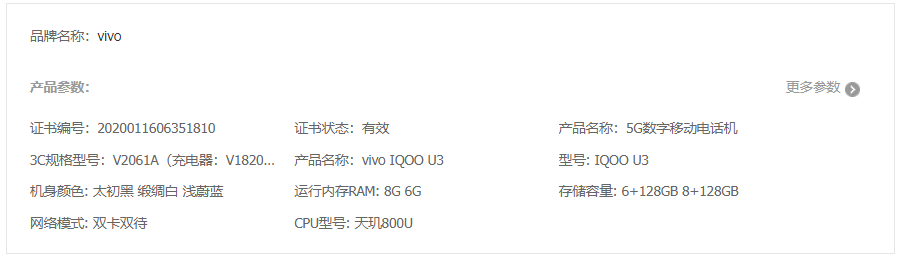 品牌名称：vivo
产品参数：
更多参数
证书编号：2020011606351810 证书状态：有效 产品名称：5G数字移动电话机
3C规格型号：V2061A（充电器：V1820... 产品名称：vivo IQOO U3 型号: IQOO U3
机身颜色: 太初黑 缎绸白 浅蔚蓝 运行内存RAM: 8G 6G 存储容量: 6+128GB 8+128GB
网络模式: 双卡双待 CPU型号: 天玑800U